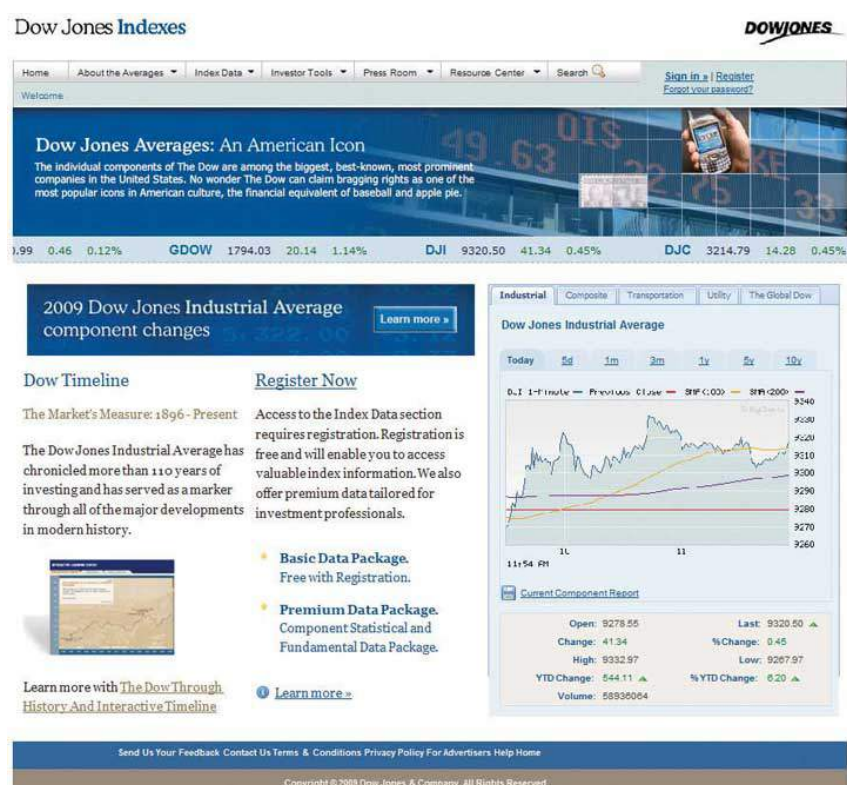 Dow Jones Indexes
DOWJONES
Home About the Averages Index Data Investor Tools Press Room Resource Center Search
Sign in » | Register
Forgot your password?
Welcome
Dow Jones Averages: An American Icon
The individual components of The Dow are among the biggest, best-known, most prominent
companies in the United States. No wonder The Dow can claim bragging rights as one of the
most popular icons in American culture, the financial equivalent of baseball and apple pie.
49.63
OIS
KE
22
75
33
0.99 0.46 0.12% GDOW 1794.03 20.14 1.14% DJI 9320.50 41.34 0.45% DJC 3214.79 14.28 0.45%
2009 Dow Jones Industrial Average
component changes
Learn more »
Dow Timeline
The Market's Measure: 1896 - Present
The Dow Jones Industrial Average has
chronicled more than 110 years of
investing and has served as a marker
through all of the major developments
in modern history.
Learn more with The Dow Through
History And Interactive Timeline
Register Now
Access to the Index Data section
requires registration. Registration is
free and will enable you to access
valuable index information. We also
offer premium data tailored for
investment professionals.
Basic Data Package.
Free with Registration.
Premium Data Package.
Component Statistical and
Fundamental Data Package.
Learn more »
Industrial Composite Transportation Utility The Global Dow
Dow Jones Industrial Average
Today 5d 1m 3m 1y 5y 10y
DJI 1-Minute Previous Close SMA(100) SMA(200)
9340
9330
9320
9310
9300
9290
9280
9270
9260
10 11
11:54 AM
Current Component Report
Open: 9278.55 Last: 9320.50
Change: 41.34 %Change: 0.45
High: 9332.97 Low: 9267.97
YTD Change: 544.11 % YTD Change: 6.20
Volume: 58936064
Send Us Your Feedback Contact Us Terms & Conditions Privacy Policy For Advertisers Help Home
Copyright © 2009 Dow Jones & Company. All Rights Reserved